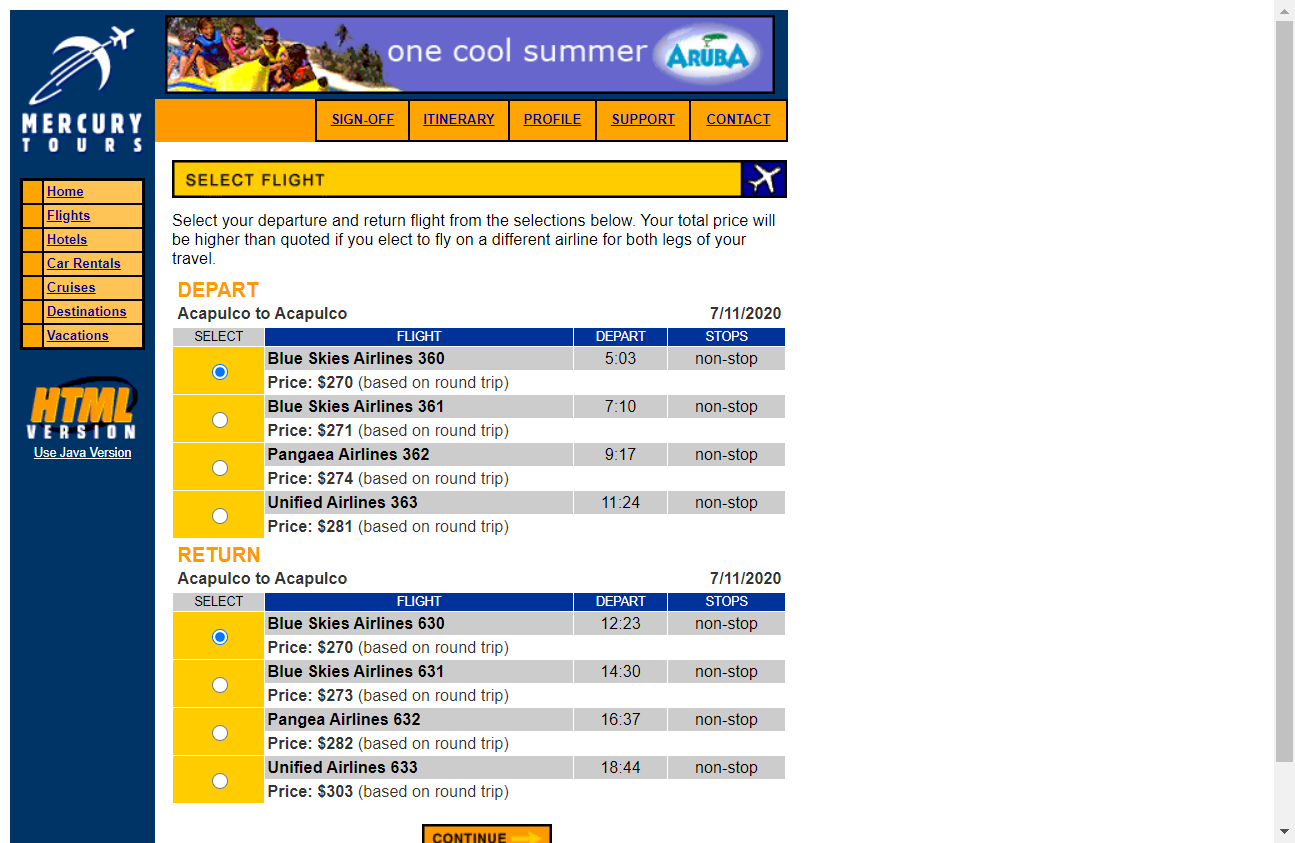 one cool summer ARUBA
MERCURY
TOURS
SIGN-OFF ITINERARY PROFILE SUPPORT CONTACT
Home
Flights
Hotels
Car Rentals
Cruises
Destinations
Vacations
HTML
VERSION
Use Java Version
SELECT FLIGHT
Select your departure and return flight from the selections below. Your total price will
be higher than quoted if you elect to fly on a different airline for both legs of your
travel.
DEPART
Acapulco to Acapulco 7/11/2020
SELECT FLIGHT DEPART STOPS
Blue Skies Airlines 360 5:03 non-stop
Price: $270 (based on round trip)
Blue Skies Airlines 361 7:10 non-stop
Price: $271 (based on round trip)
Pangaea Airlines 362 9:17 non-stop
Price: $274 (based on round trip)
Unified Airlines 363 11:24 non-stop
Price: $281 (based on round trip)
RETURN
Acapulco to Acapulco 7/11/2020
SELECT FLIGHT DEPART STOPS
Blue Skies Airlines 630 12:23 non-stop
Price: $270 (based on round trip)
Blue Skies Airlines 631 14:30 non-stop
Price: $273 (based on round trip)
Pangea Airlines 632 16:37 non-stop
Price: $282 (based on round trip)
Unified Airlines 633 18:44 non-stop
Price: $303 (based on round trip)
CONTINUE